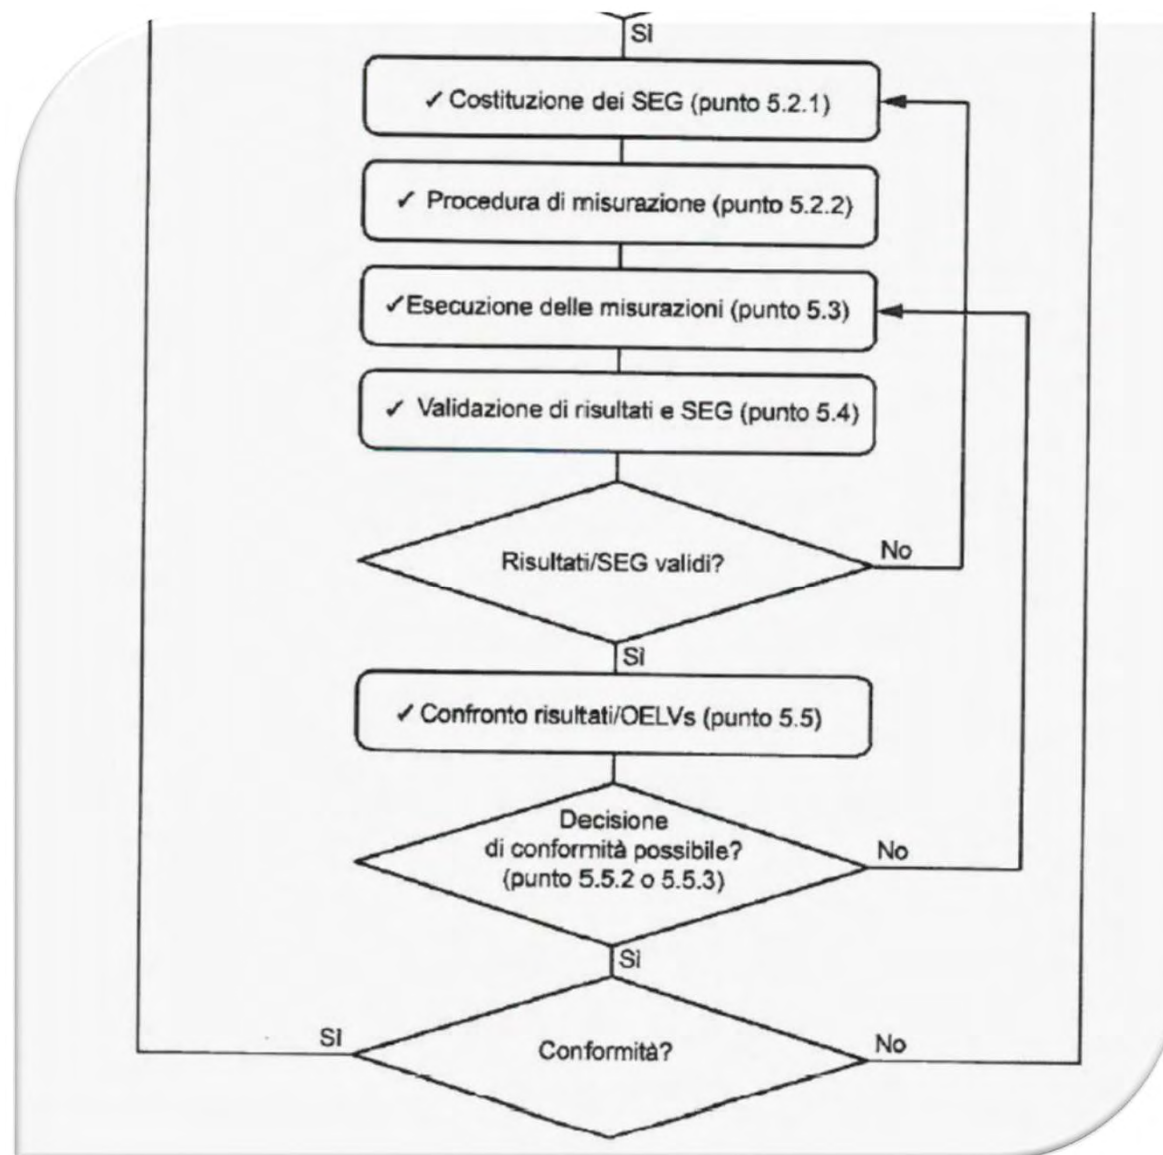 Sì
✓ Costituzione dei SEG (punto 5.2.1)
✓ Procedura di misurazione (punto 5.2.2)
✓Esecuzione delle misurazioni (punto 5.3)
✓ Validazione di risultati e SEG (punto 5.4)
Risultati/SEG validi?
No
Sì
✓ Confronto risultati/OELVs (punto 5.5)
Decisione
di conformità possibile?
(punto 5.5.2 o 5.5.3)
No
Sì
Sì
Conformità?
No